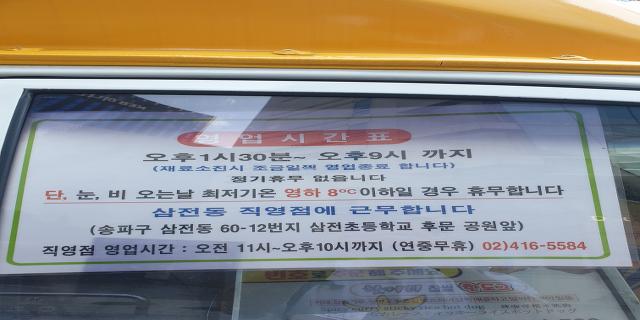 영업시간표
오후1시30분~ 오후9시 까지
(재료소진시 조금일찍 영업종료 합니다)
정기휴무 없습니다
단, 눈, 비 오는날 최저기온 영하 8℃이하일 경우 휴무합니다
삼전동 직영점에 근무합니다
(송파구 삼전동 60-12번지 삼전초등학교 후문 공원앞)
직영점 영업시간 : 오전 11시~오후10시까지 (연중무휴) 02)416-5584